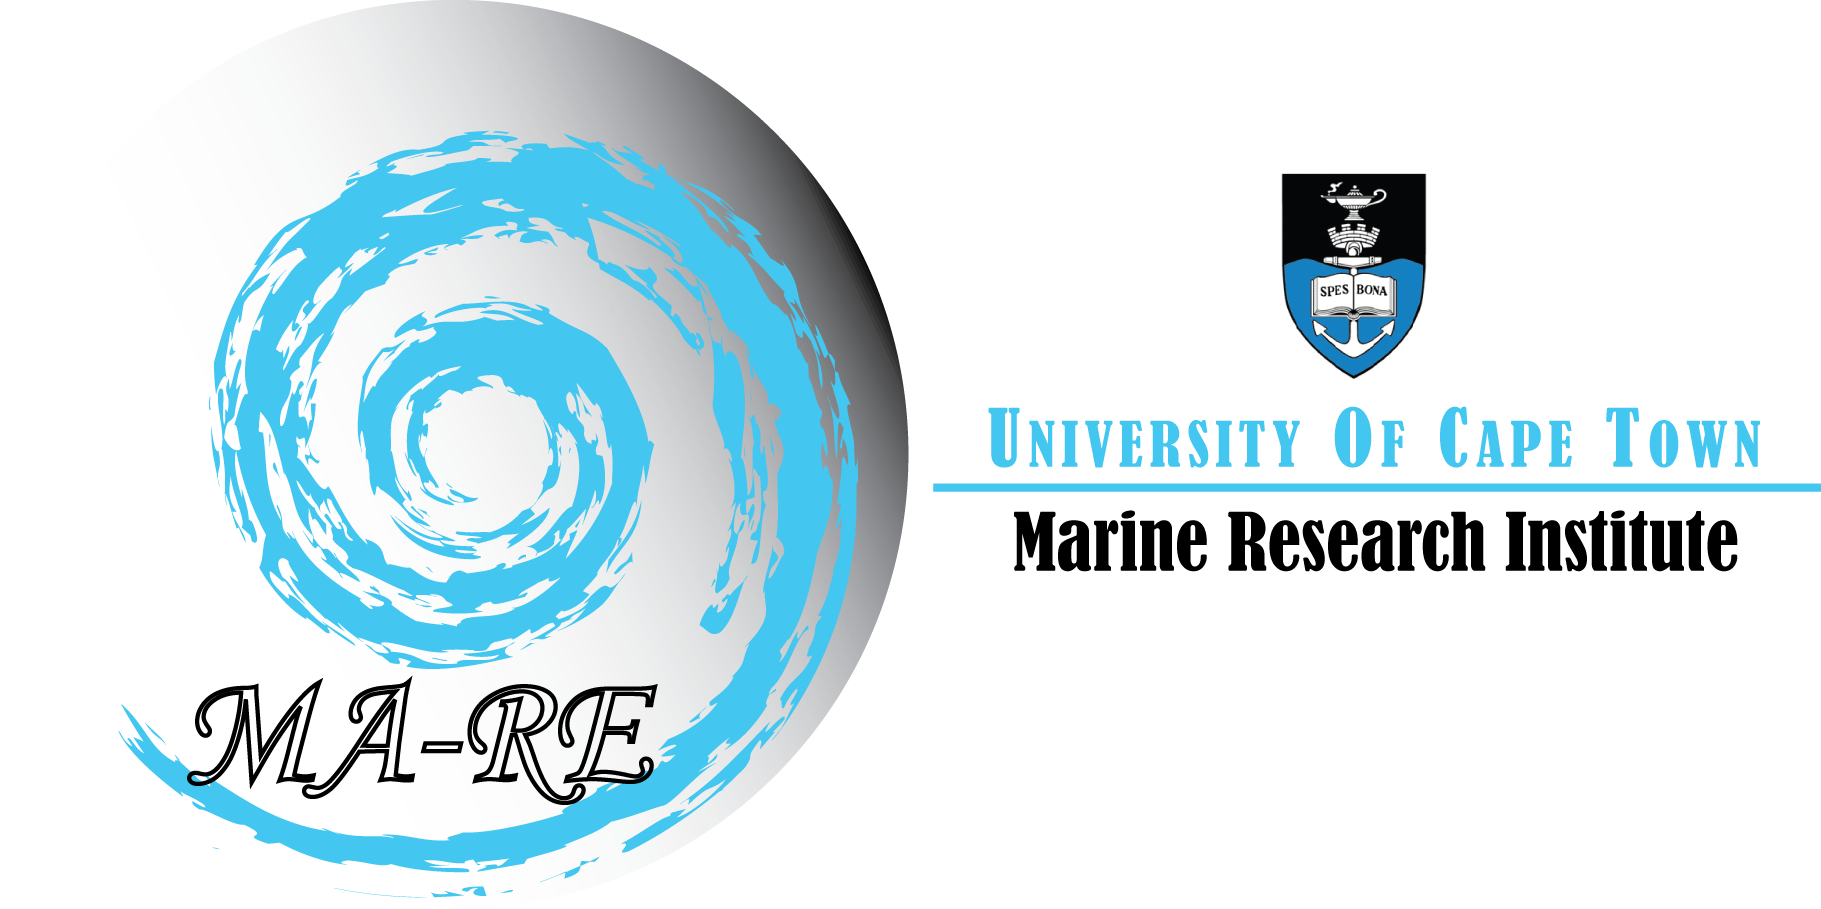 MA-RE
SPES BONA
University Of Cape Town
Marine Research Institute